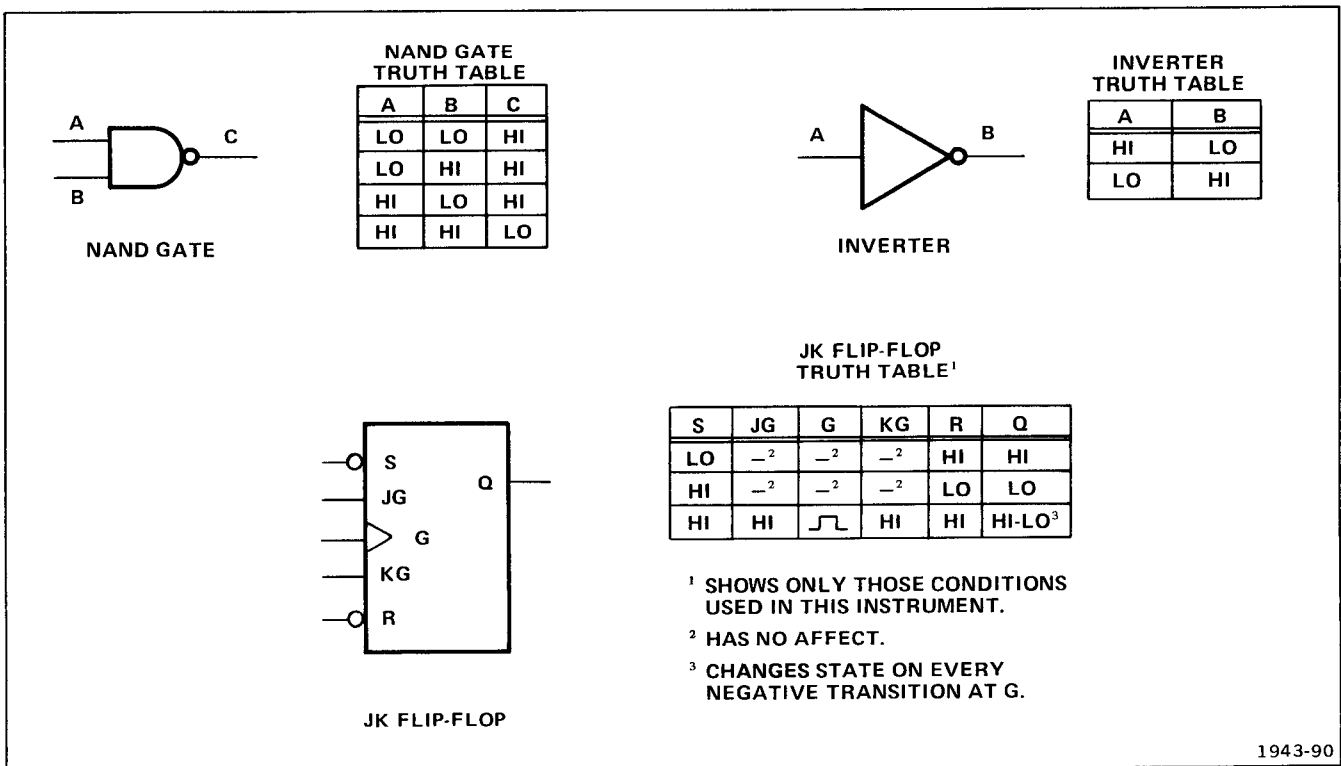 NAND GATE
TRUTH TABLE
A B C
LO LO HI
LO HI HI
HI LO HI
HI HI LO
A
B
C
NAND GATE
INVERTER
TRUTH TABLE
A B
HI LO
LO HI
A
B
INVERTER
JK FLIP-FLOP
TRUTH TABLE¹
S JG G KG R Q
LO –² –² –² HI HI
HI –² –² –² LO LO
HI HI HI HI HI-LO³
S
JG
G
KG
R
Q
JK FLIP-FLOP
¹ SHOWS ONLY THOSE CONDITIONS
USED IN THIS INSTRUMENT.
² HAS NO AFFECT.
³ CHANGES STATE ON EVERY
NEGATIVE TRANSITION AT G.
1943-90